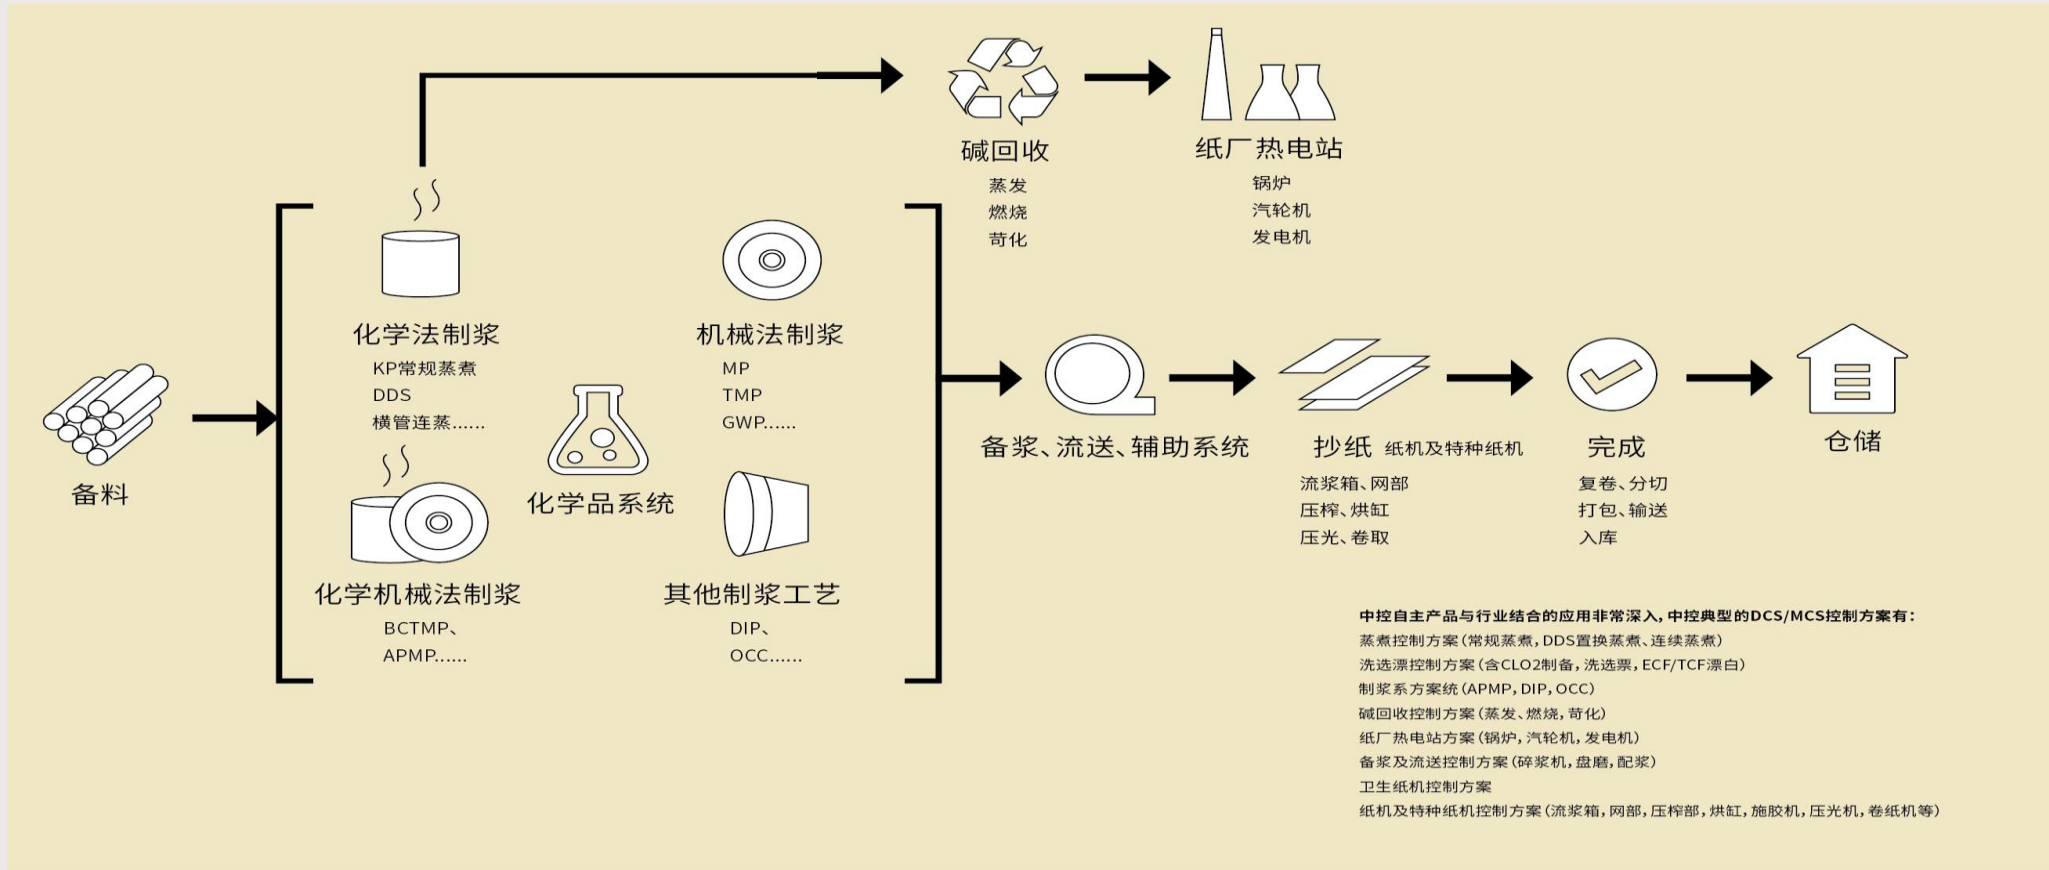 碱回收
蒸发
燃烧
苛化
纸厂热电站
锅炉
汽轮机
发电机
备料
化学法制浆
KP常规蒸煮
DDS
横管连蒸......
机械法制浆
MP
TMP
GWP......
化学品系统
化学机械法制浆
BCTMP、
APMP......
其他制浆工艺
DIP、
OCC......
备浆、流送、辅助系统
抄纸 纸机及特种纸机
流浆箱、网部
压榨、烘缸
压光、卷取
完成
复卷、分切
打包、输送
入库
仓储
中控自主产品与行业结合的应用非常深入,中控典型的DCS/MCS控制方案有:
蒸煮控制方案(常规蒸煮,DDS置换蒸煮、连续蒸煮)
洗选漂控制方案(含CLO2制备,洗选票,ECF/TCF漂白)
制浆系方案统(APMP,DIP,OCC)
碱回收控制方案(蒸发、燃烧,苛化)
纸厂热电站方案(锅炉,汽轮机,发电机)
备浆及流送控制方案(碎浆机,盘磨,配浆)
卫生纸机控制方案
纸机及特种纸机控制方案(流浆箱,网部,压榨部,烘缸,施胶机,压光机,卷纸机等)